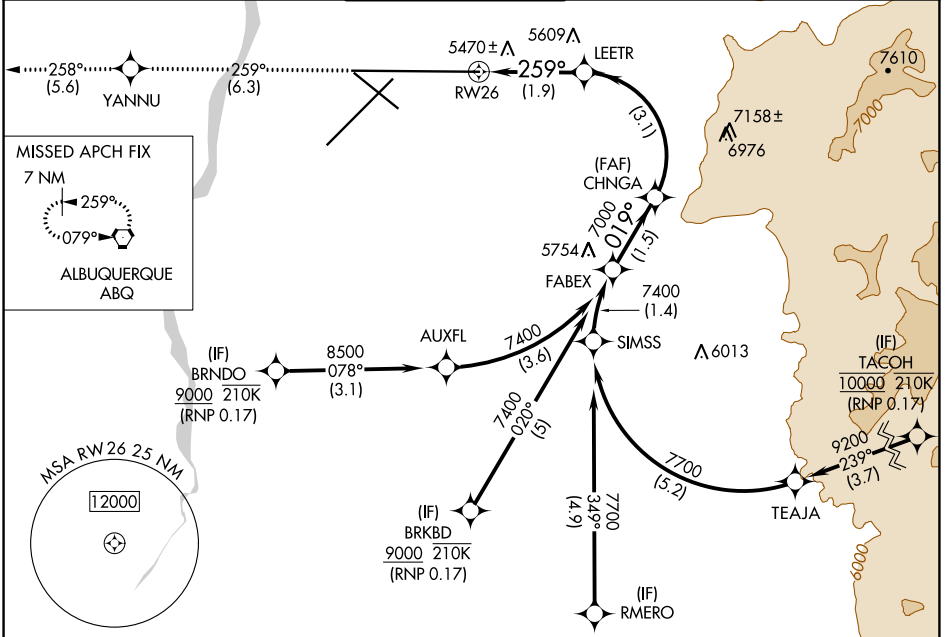 5470±
5609
LEETR
7610
258°
(5.6)
YANNU
259°
(6.3)
259°
(1.9)
RW26
(3.1)
7000
7158±
6976
MISSED APCH FIX
7 NM
259°
079°
ALBUQUERQUE
ABQ
(FAF)
CHNGA
7000
019°
(1.5)
5754
FABEX
7400
(1.4)
SIMSS
6013
(IF)
BRNDO
9000 210K
(RNP 0.17)
8500
078°
(3.1)
AUXFL
7400
(3.6)
(IF)
TACOH
10000 210K
(RNP 0.17)
9200
239°
(3.7)
TEAJA
7700
(5.2)
7400
020°
(5)
(IF)
BRKBD
9000 210K
(RNP 0.17)
7700
349°
(4.9)
(IF)
RMERO
6000
MSA RW 26 25 NM
12000